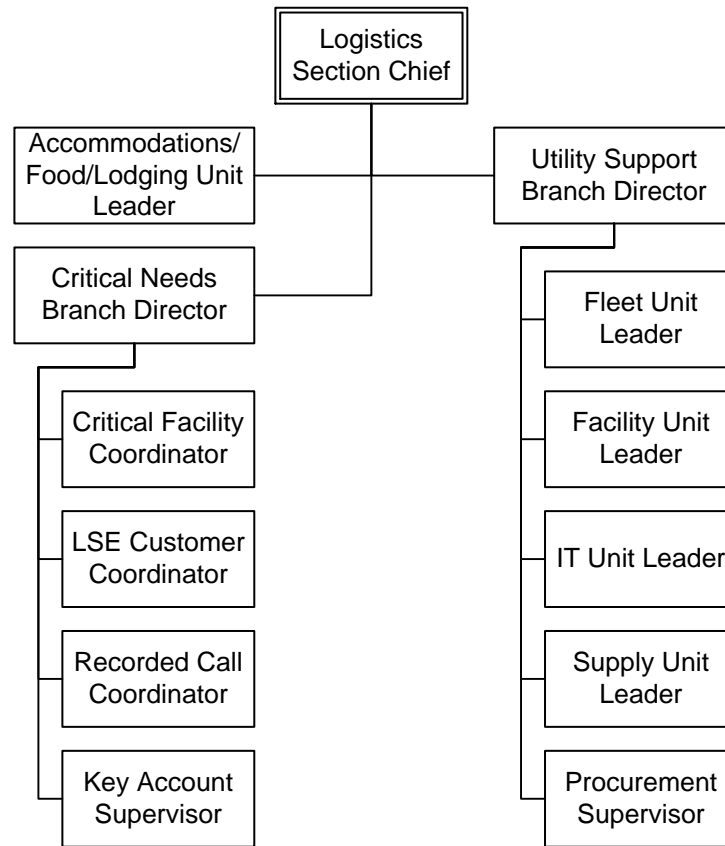 Logistics
Section Chief
Accommodations/
Food/Lodging Unit
Leader
Utility Support
Branch Director
Critical Needs
Branch Director
Fleet Unit
Leader
Critical Facility
Coordinator
Facility Unit
Leader
LSE Customer
Coordinator
IT Unit Leader
Recorded Call
Coordinator
Supply Unit
Leader
Key Account
Supervisor
Procurement
Supervisor